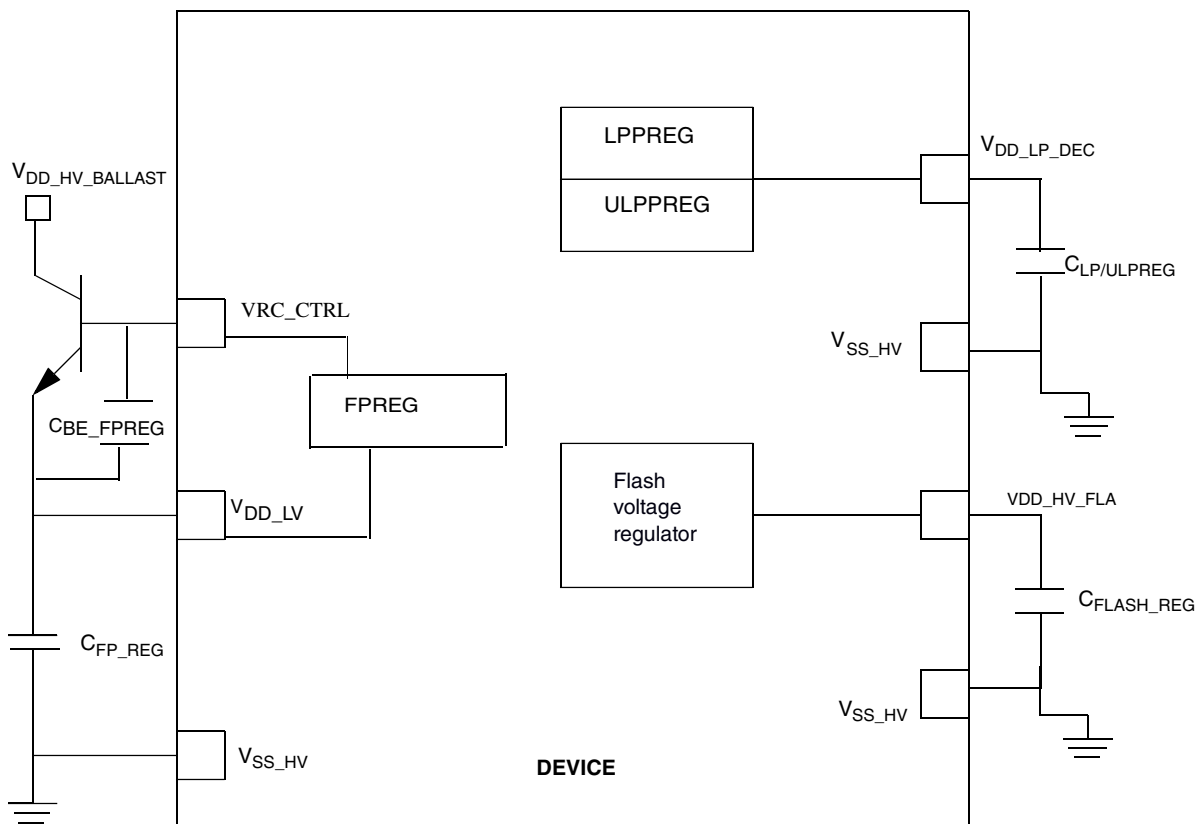 LPPREG
VDD_LP_DEC
VDD_HV_BALLAST
ULPPREG
CLP/ULPREG
VRC_CTRL
VSS_HV
FPREG
CBE_FPREG
Flash
voltage
regulator
VDD_LV
VDD_HV_FLA
CFLASH_REG
CFP_REG
VSS_HV
VSS_HV
DEVICE